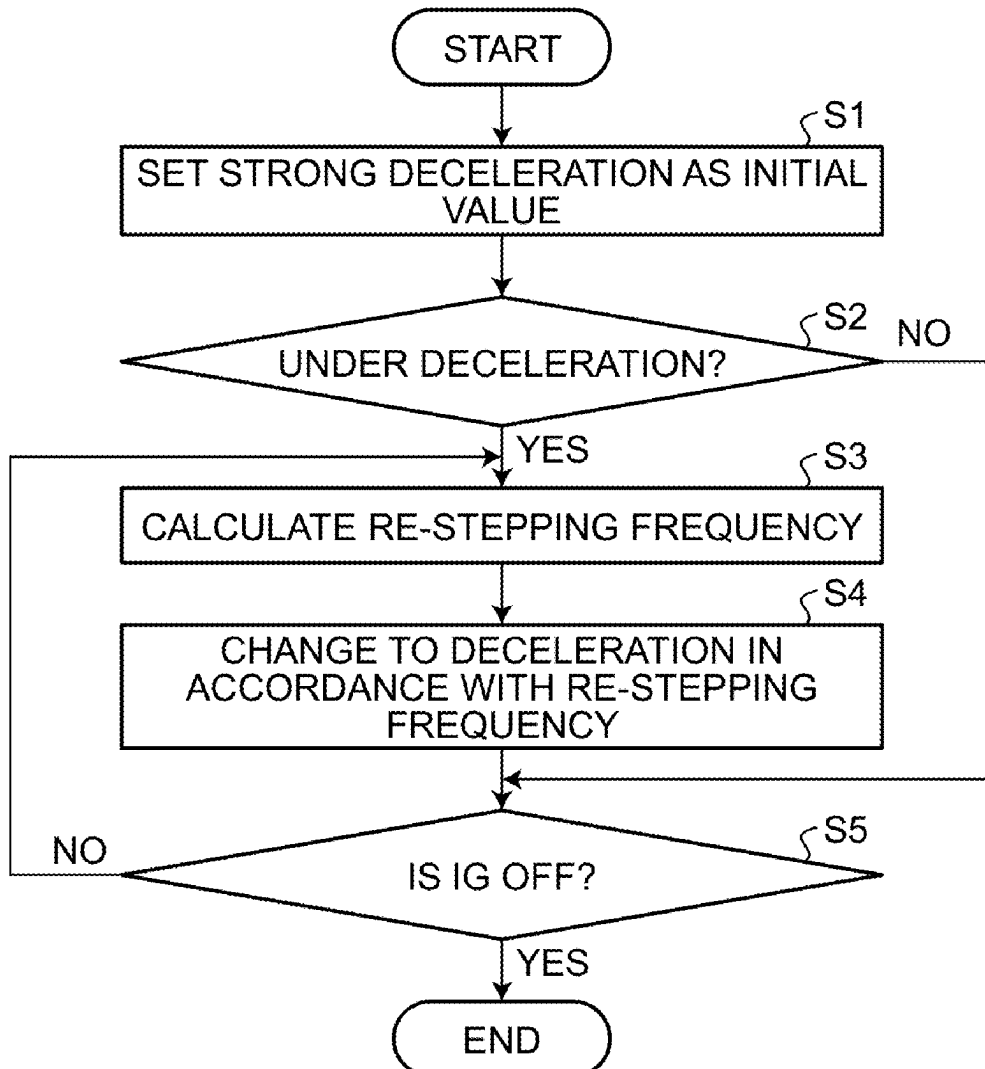 START
S1
SET STRONG DECELERATION AS INITIAL
VALUE
S2
NO
UNDER DECELERATION?
YES
S3
CALCULATE RE-STEPPING FREQUENCY
S4
CHANGE TO DECELERATION IN
ACCORDANCE WITH RE-STEPPING
FREQUENCY
S5
NO
IS IG OFF?
YES
END